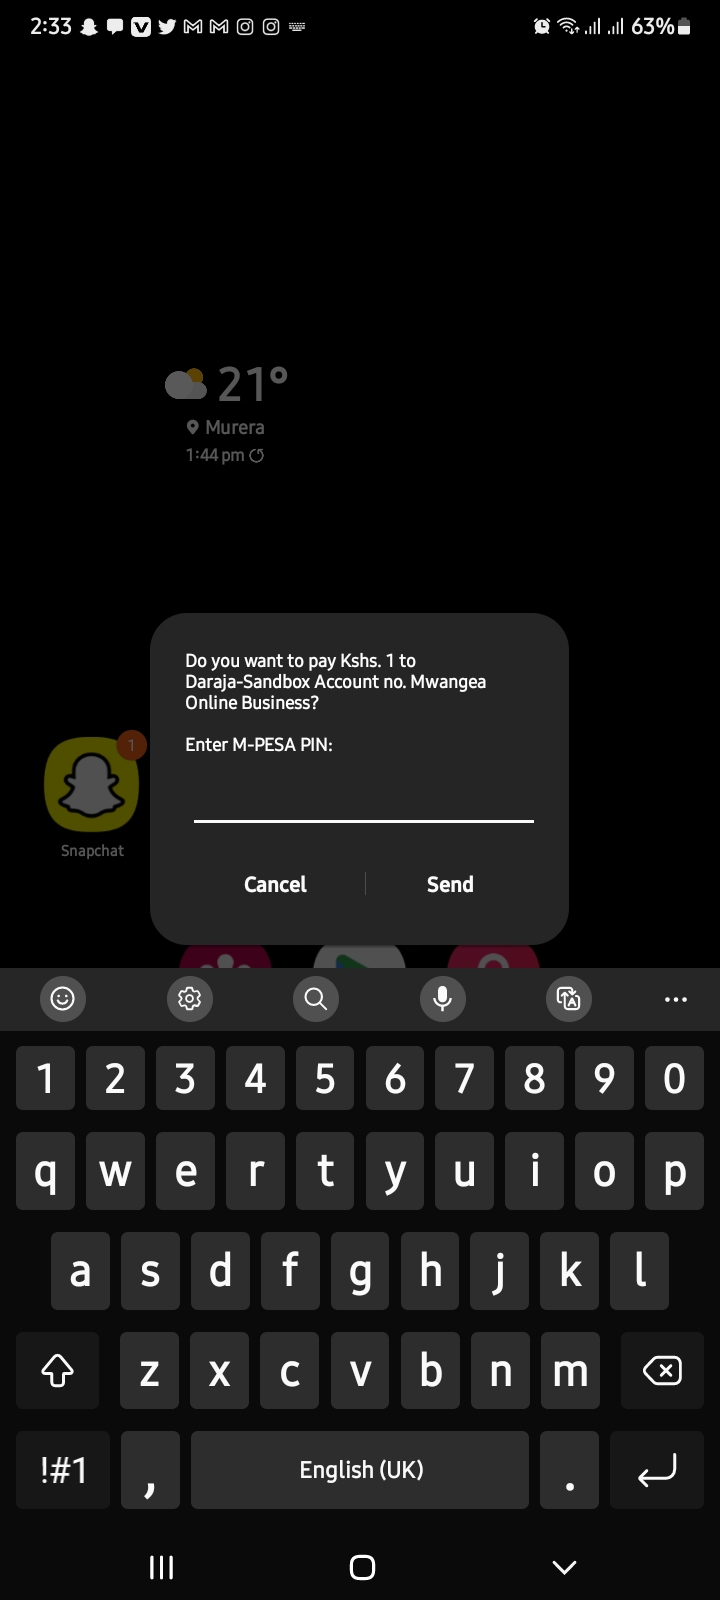 2:33 63%
21°
Murera
1:44 pm
Do you want to pay Kshs. 1 to
Daraja-Sandbox Account no. Mwangea
Online Business?
Enter M-PESA PIN:
1
Snapchat
Cancel Send
1 2 3 4 5 6 7 8 9 0
q w e r t y u i o p
a s d f g h j k l
z x c v b n m
!#1 , English (UK) .